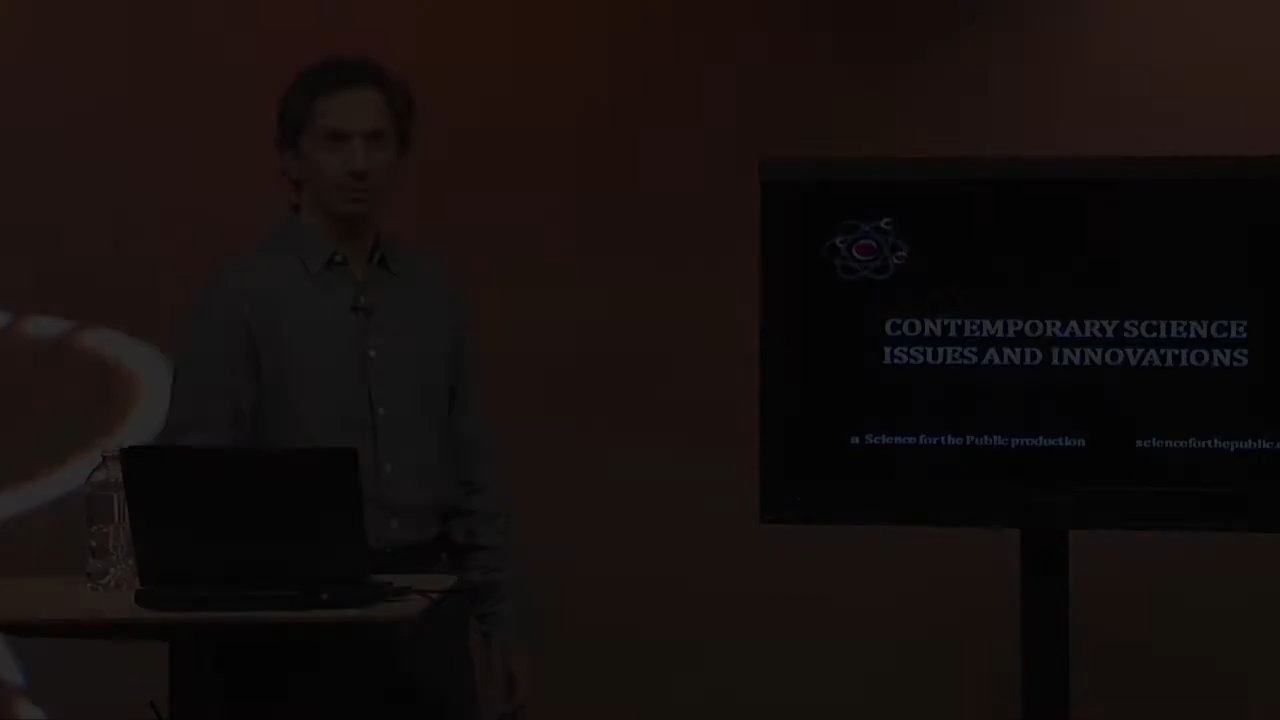 CONTEMPORARY SCIENCE
ISSUES AND INNOVATIONS
a Science for the Public production